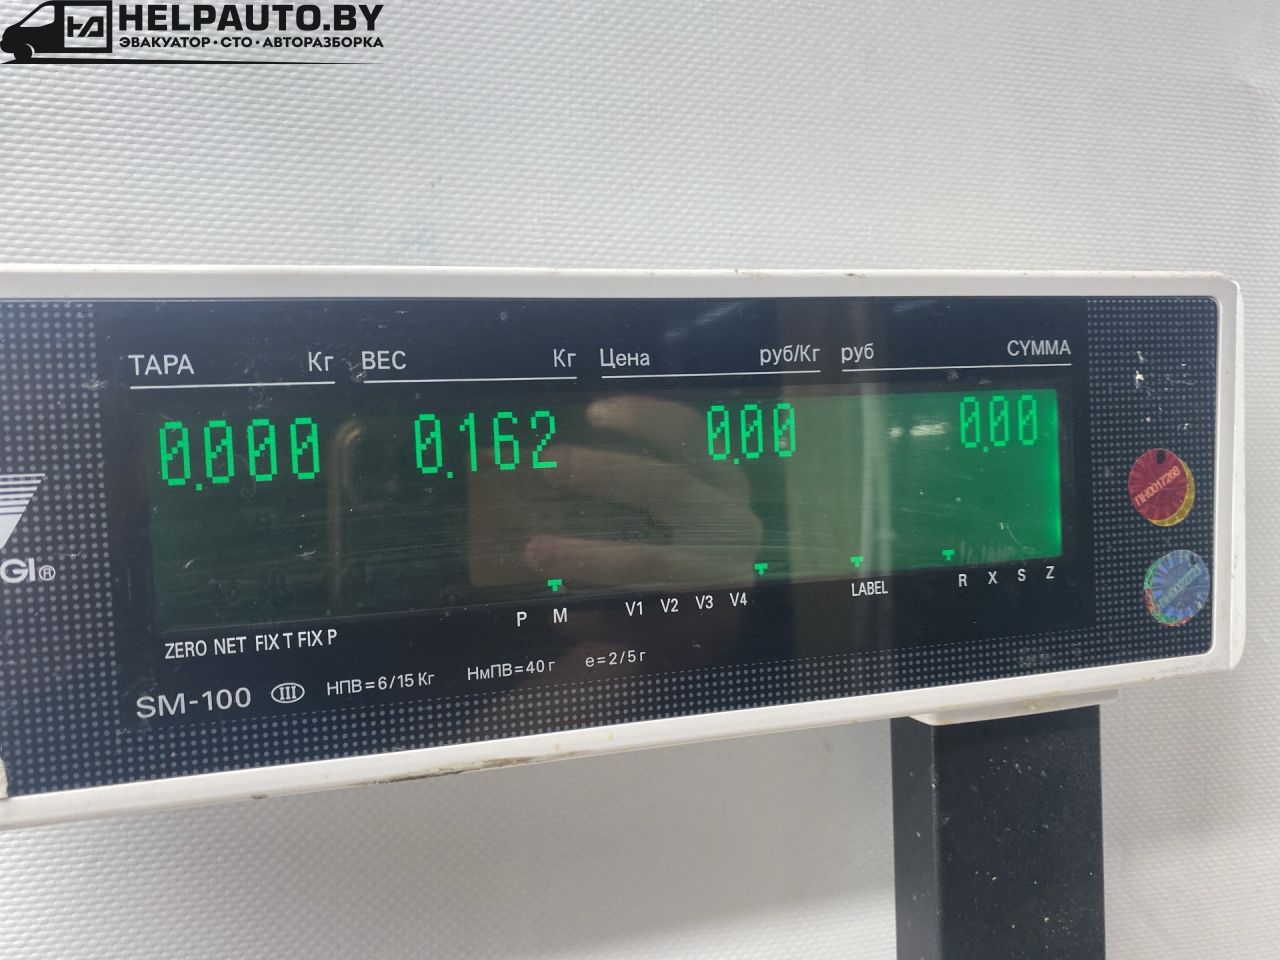 HELPAUTO.BY
ЭВАКУАТОР·СТО·АВТОРАЗБОРКА
ТАРА Кг ВЕС Кг Цена руб/Кг руб СУММА
0.000 0.162 0.00 0.00
GI®
ПН0017268
P M V1 V2 V3 V4 LABEL R X S Z
ZERO NET FIX T FIX P
SM-100 III НПВ=6/15 Кг НмПВ=40 г e=2/5 г